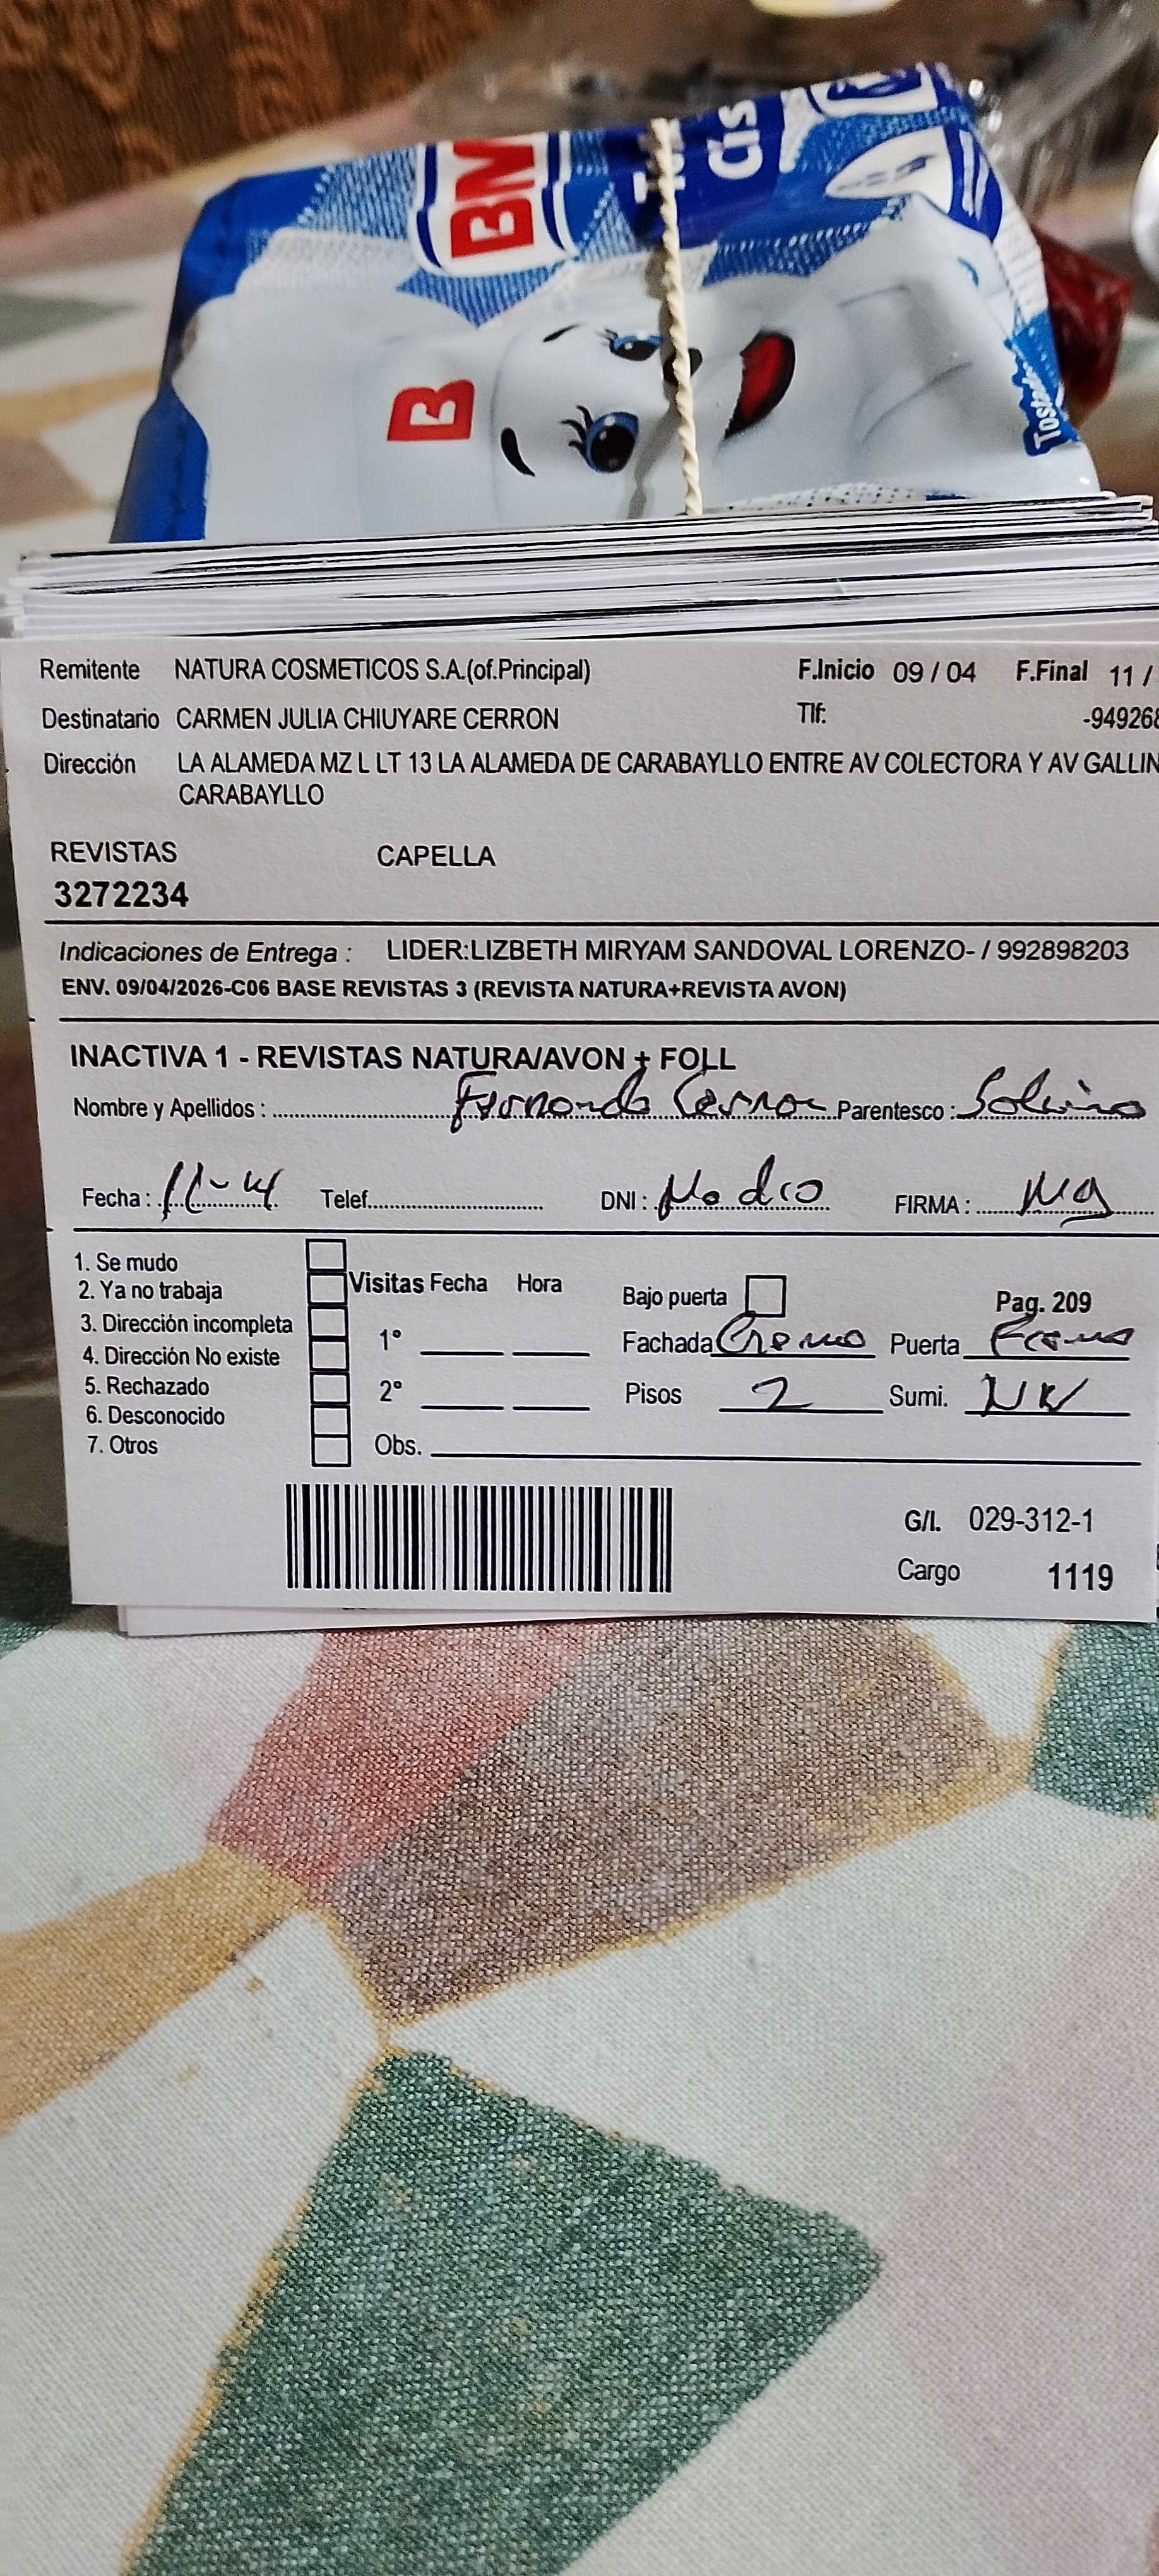 BM
B
Remitente NATURA COSMETICOS S.A.(of.Principal) F.Inicio 09 / 04 F.Final 11 /
Destinatario CARMEN JULIA CHIUYARE CERRON Tlf: -949268
Dirección LA ALAMEDA MZ L LT 13 LA ALAMEDA DE CARABAYLLO ENTRE AV COLECTORA Y AV GALLIN
CARABAYLLO
REVISTAS CAPELLA
3272234
Indicaciones de Entrega : LIDER:LIZBETH MIRYAM SANDOVAL LORENZO- / 992898203
ENV. 09/04/2026-C06 BASE REVISTAS 3 (REVISTA NATURA+REVISTA AVON)
INACTIVA 1 - REVISTAS NATURA/AVON + FOLL
Nombre y Apellidos : Fernando Cerron Parentesco : Sobrino
Fecha : 11-4 Telef. DNI : No dio FIRMA :
1. Se mudo
2. Ya no trabaja Visitas Fecha Hora Bajo puerta Pag. 209
3. Dirección incompleta 1° Fachada Cremo Puerta
4. Dirección No existe
5. Rechazado 2° Pisos 2 Sumi.
6. Desconocido
7. Otros Obs.
G/I. 029-312-1
Cargo 1119